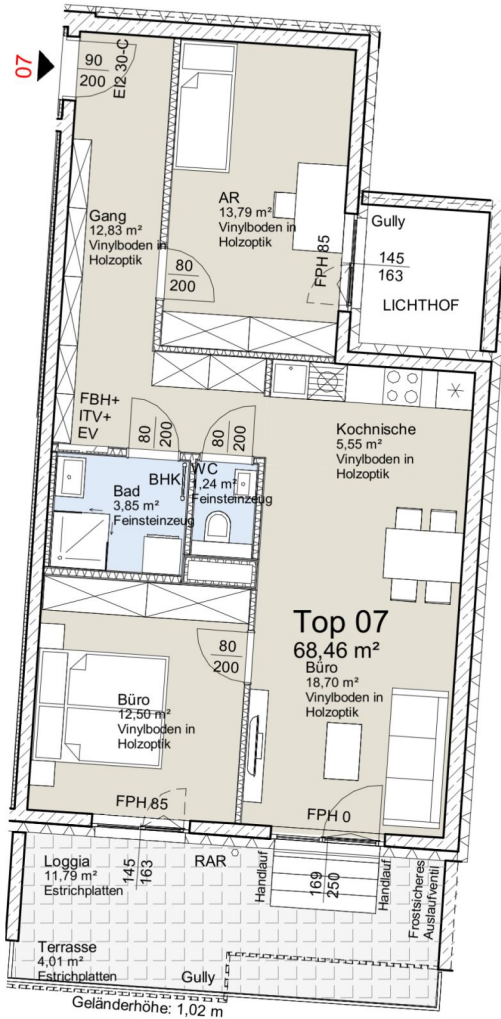 07
90
200
EI2 30-C
Gang
12,83 m²
Vinylboden in
Holzoptik
AR
13,79 m²
Vinylboden in
Holzoptik
80
200
FPH 85
Gully
145
163
LICHTHOF
FBH+
ITV+
EV
80
200
80
200
Kochnische
5,55 m²
Vinylboden in
Holzoptik
BHK
Bad
3,85 m²
Feinsteinzeug
WC
,24 m²
Feinsteinzeug
Top 07
68,46 m²
Büro
18,70 m²
Vinylboden in
Holzoptik
80
200
Büro
12,50 m²
Vinylboden in
Holzoptik
FPH 85
FPH 0
Loggia
11,79 m²
Estrichplatten
145
163
RAR
Handlauf
169
250
Handlauf
Frostsicheres
Auslaufventil
Terrasse
4,01 m²
Estrichplatten
Gully
Geländerhöhe: 1,02 m